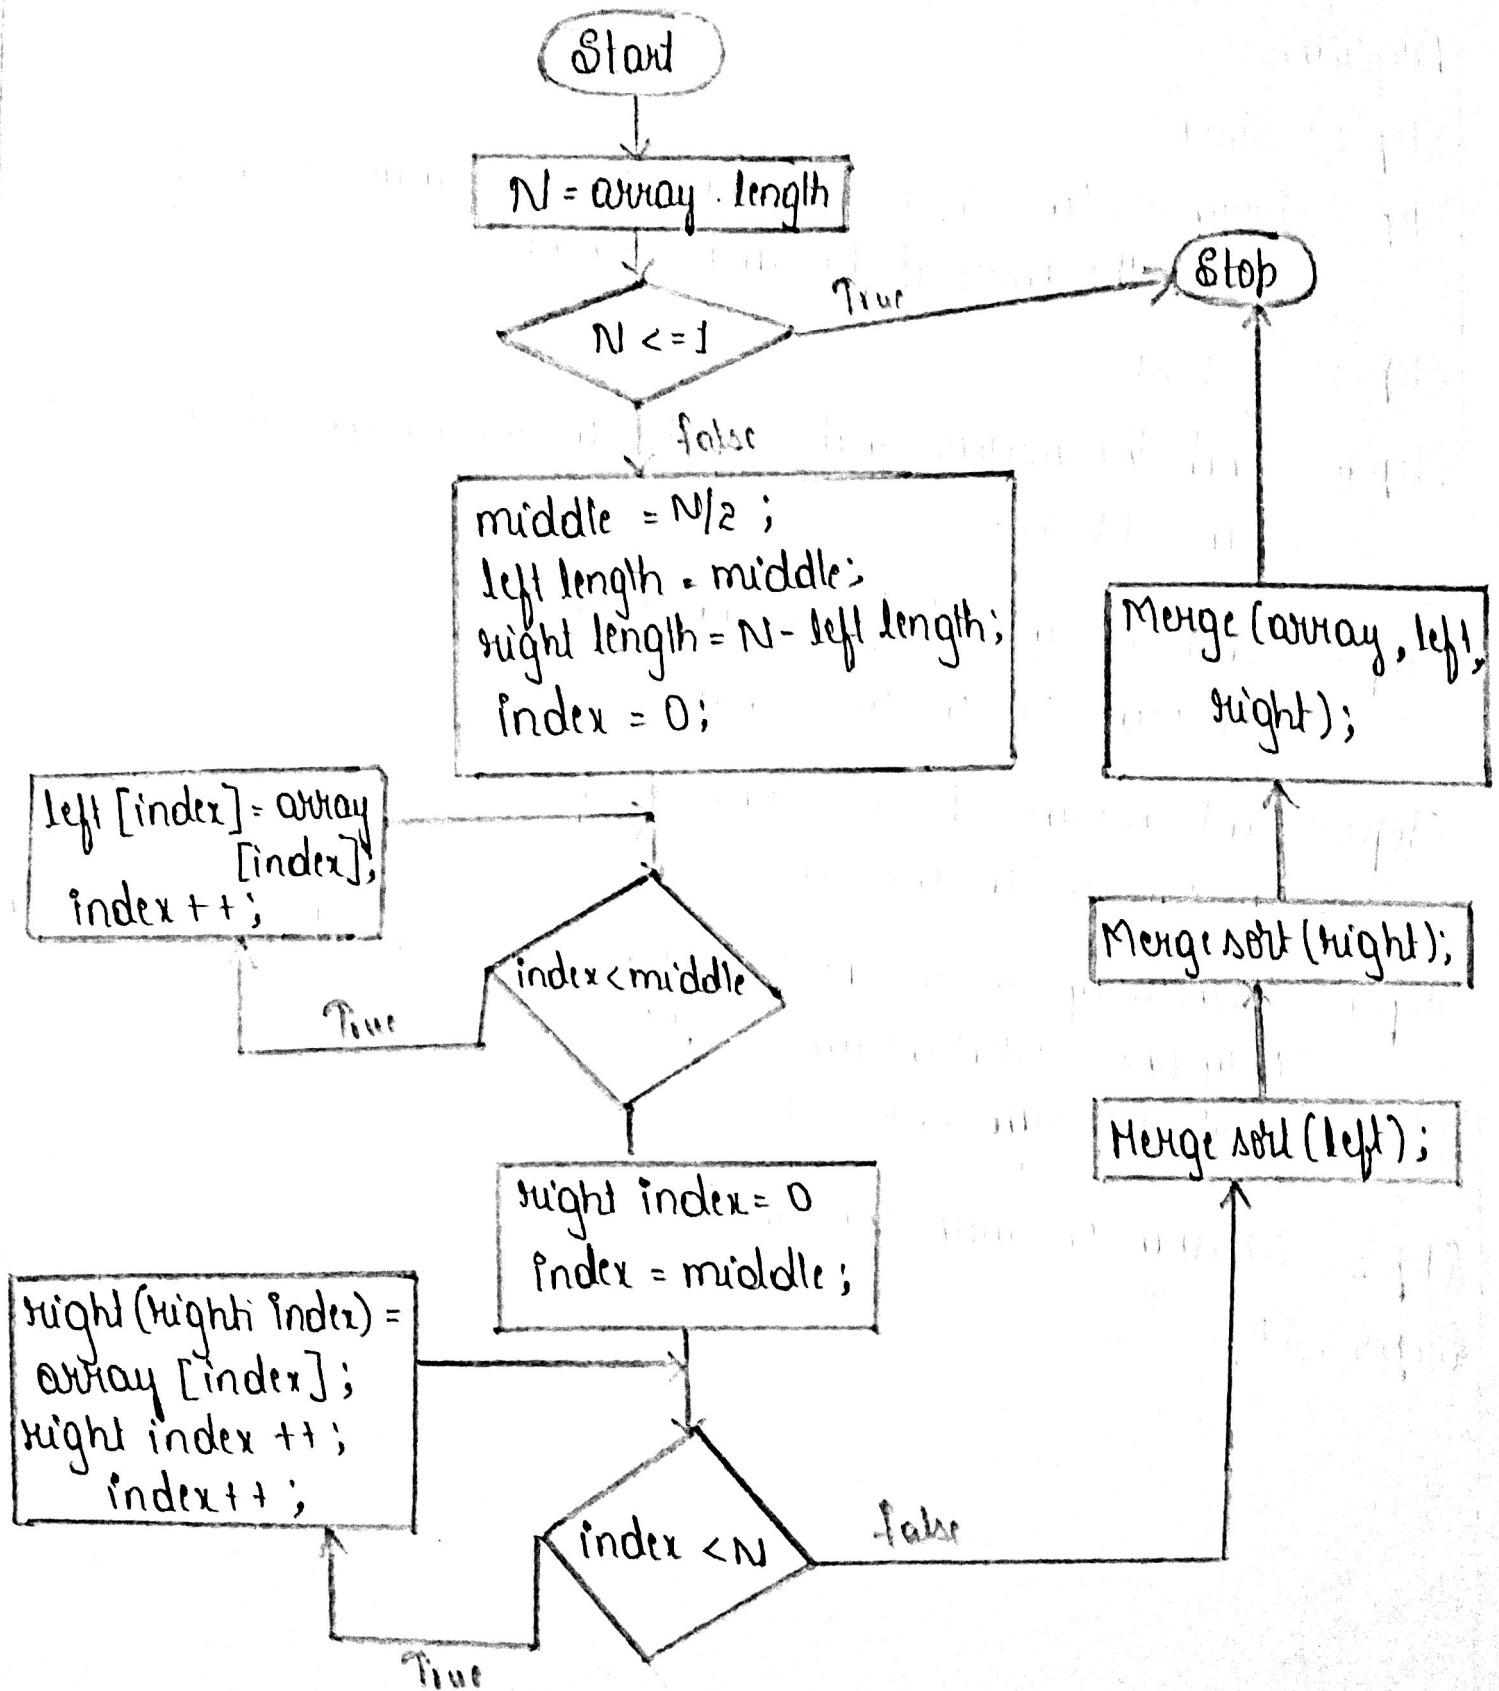 Start
N = array . length
N <= 1
True
Stop
false
middle = N/2 ;
left length = middle;
right length = N - left length;
index = 0;
left [index] = array
[index];
index ++;
index < middle
True
right index = 0
index = middle;
right (righti index) =
array [index];
right index ++;
index ++;
index < N
True
false
Merge sort (left);
Merge sort (right);
Merge (array, left,
right);